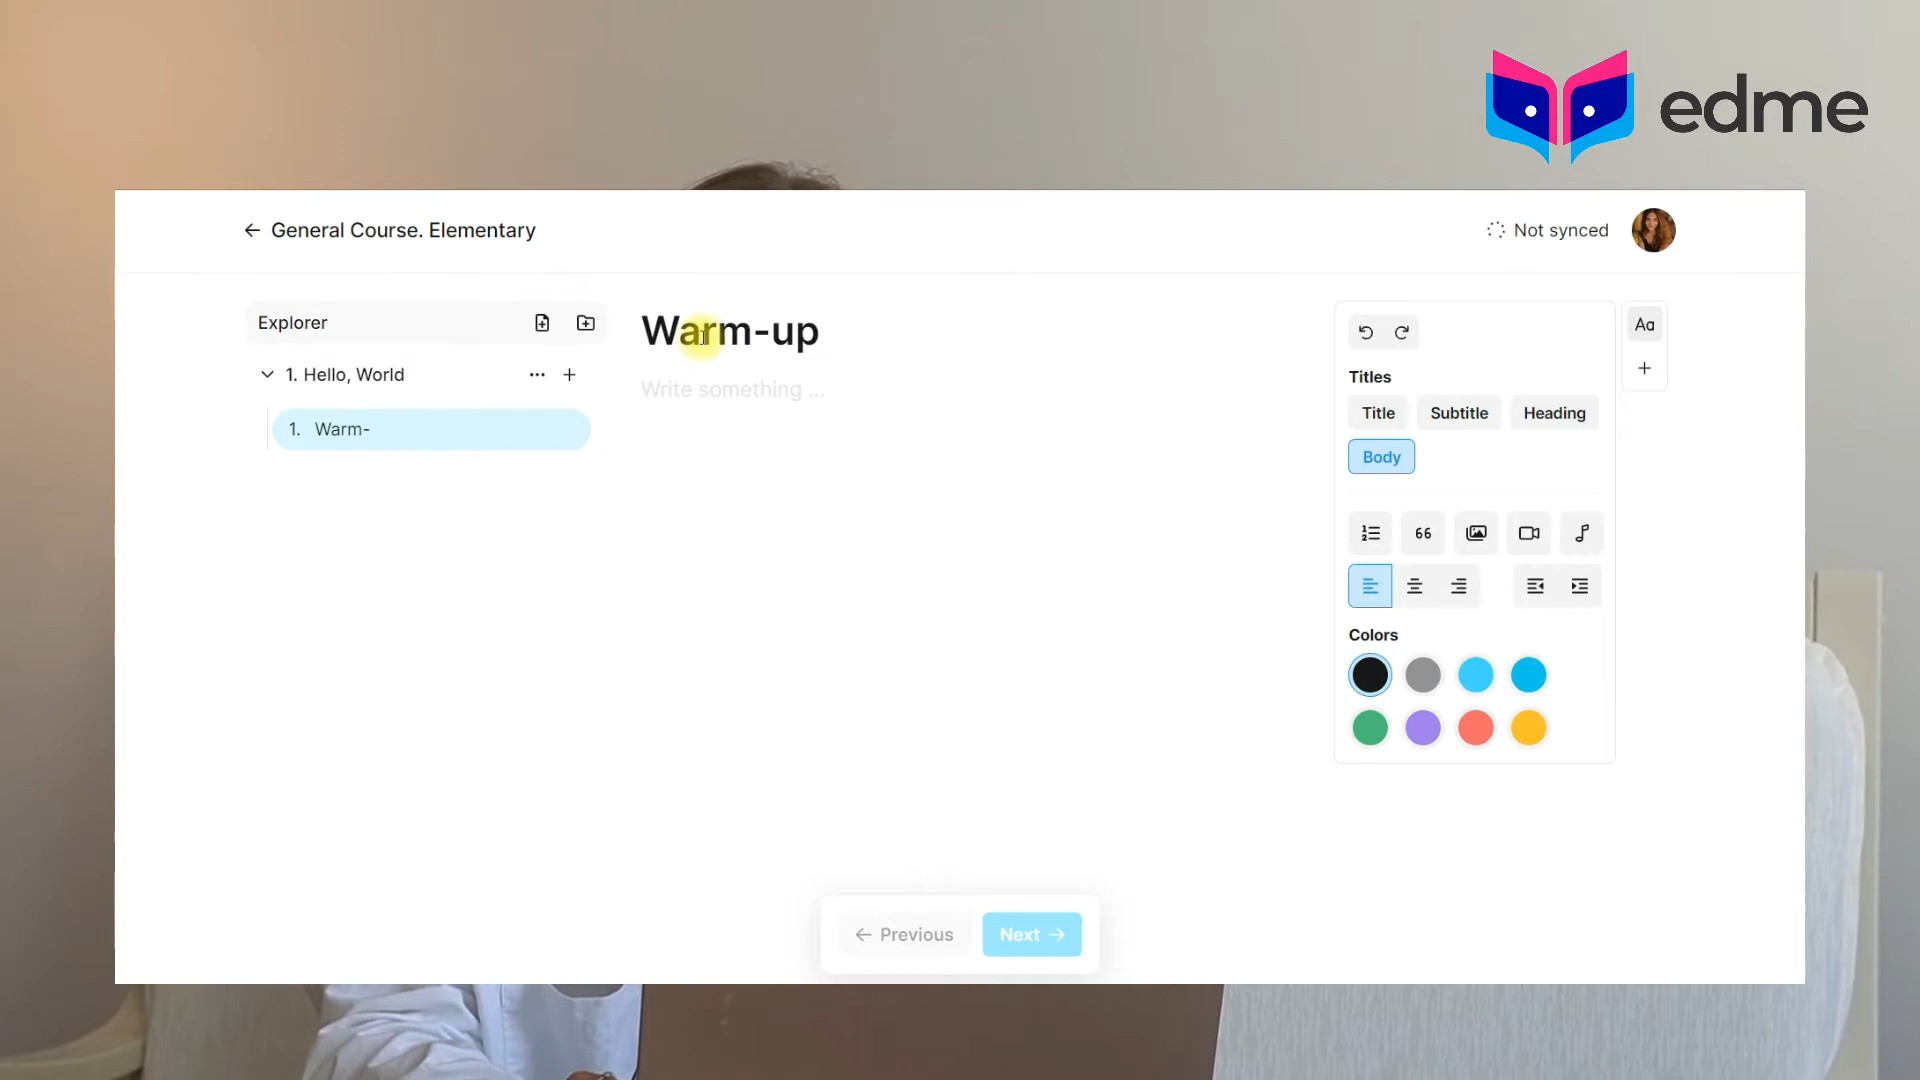 edme
General Course. Elementary
Not synced
Explorer
1. Hello, World
1. Warm-
Warm-up
Write something ...
Aa
Titles
Title Subtitle Heading
Body
Colors
Previous
Next